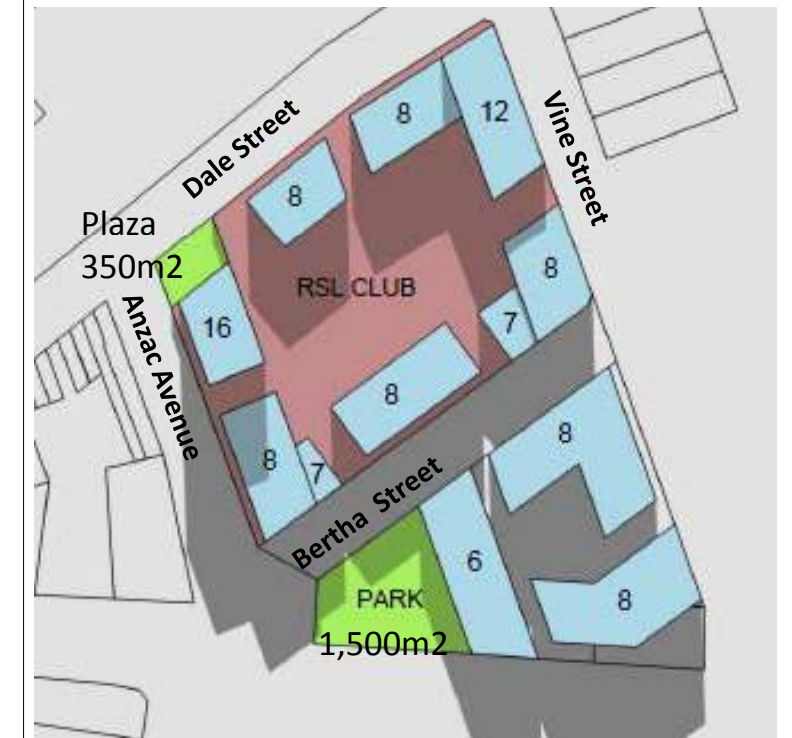 Dale Street
8
12
Vine Street
8
Plaza
350m2
8
RSL CLUB
7
16
Anzac Avenue
8
8
8
7
Bertha Street
6
PARK
8
1,500m2